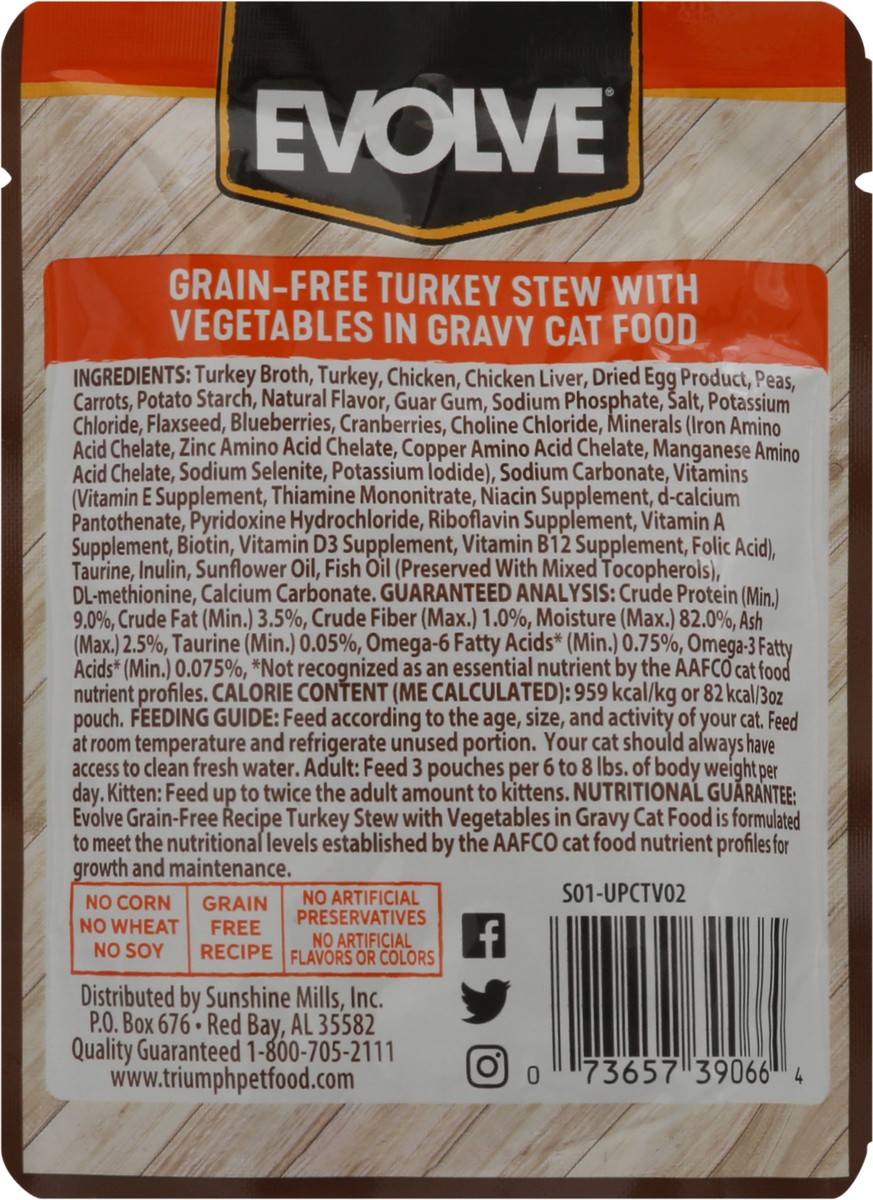 EVOLVE®
GRAIN-FREE TURKEY STEW WITH
VEGETABLES IN GRAVY CAT FOOD
INGREDIENTS: Turkey Broth, Turkey, Chicken, Chicken Liver, Dried Egg Product, Peas,
Carrots, Potato Starch, Natural Flavor, Guar Gum, Sodium Phosphate, Salt, Potassium
Chloride, Flaxseed, Blueberries, Cranberries, Choline Chloride, Minerals (Iron Amino
Acid Chelate, Zinc Amino Acid Chelate, Copper Amino Acid Chelate, Manganese Amino
Acid Chelate, Sodium Selenite, Potassium Iodide), Sodium Carbonate, Vitamins
(Vitamin E Supplement, Thiamine Mononitrate, Niacin Supplement, d-calcium
Pantothenate, Pyridoxine Hydrochloride, Riboflavin Supplement, Vitamin A
Supplement, Biotin, Vitamin D3 Supplement, Vitamin B12 Supplement, Folic Acid),
Taurine, Inulin, Sunflower Oil, Fish Oil (Preserved With Mixed Tocopherols),
DL-methionine, Calcium Carbonate. GUARANTEED ANALYSIS: Crude Protein (Min.)
9.0%, Crude Fat (Min.) 3.5%, Crude Fiber (Max.) 1.0%, Moisture (Max.) 82.0%, Ash
(Max.) 2.5%, Taurine (Min.) 0.05%, Omega-6 Fatty Acids* (Min.) 0.75%, Omega-3 Fatty
Acids* (Min.) 0.075%, *Not recognized as an essential nutrient by the AAFCO cat food
nutrient profiles. CALORIE CONTENT (ME CALCULATED): 959 kcal/kg or 82 kcal/3oz
pouch. FEEDING GUIDE: Feed according to the age, size, and activity of your cat. Feed
at room temperature and refrigerate unused portion. Your cat should always have
access to clean fresh water. Adult: Feed 3 pouches per 6 to 8 lbs. of body weight per
day. Kitten: Feed up to twice the adult amount to kittens. NUTRITIONAL GUARANTEE:
Evolve Grain-Free Recipe Turkey Stew with Vegetables in Gravy Cat Food is formulated
to meet the nutritional levels established by the AAFCO cat food nutrient profiles for
growth and maintenance.
NO CORN
NO WHEAT
NO SOY
GRAIN
FREE
RECIPE
NO ARTIFICIAL
PRESERVATIVES
NO ARTIFICIAL
FLAVORS OR COLORS
Distributed by Sunshine Mills, Inc.
P.O. Box 676 • Red Bay, AL 35582
Quality Guaranteed 1-800-705-2111
www.triumphpetfood.com
S01-UPCTV02
0 73657 39066 4